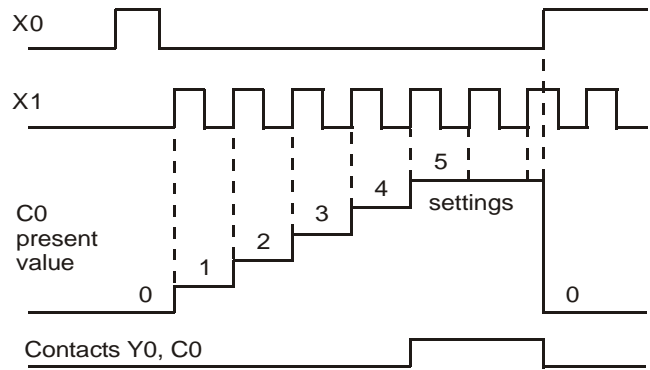 X0
X1
5
settings
4
3
2
1
0
0
C0
present
value
Contacts Y0, C0